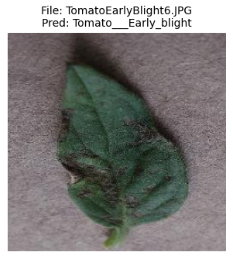 File: TomatoEarlyBlight6.JPG
Pred: Tomato___Early_blight